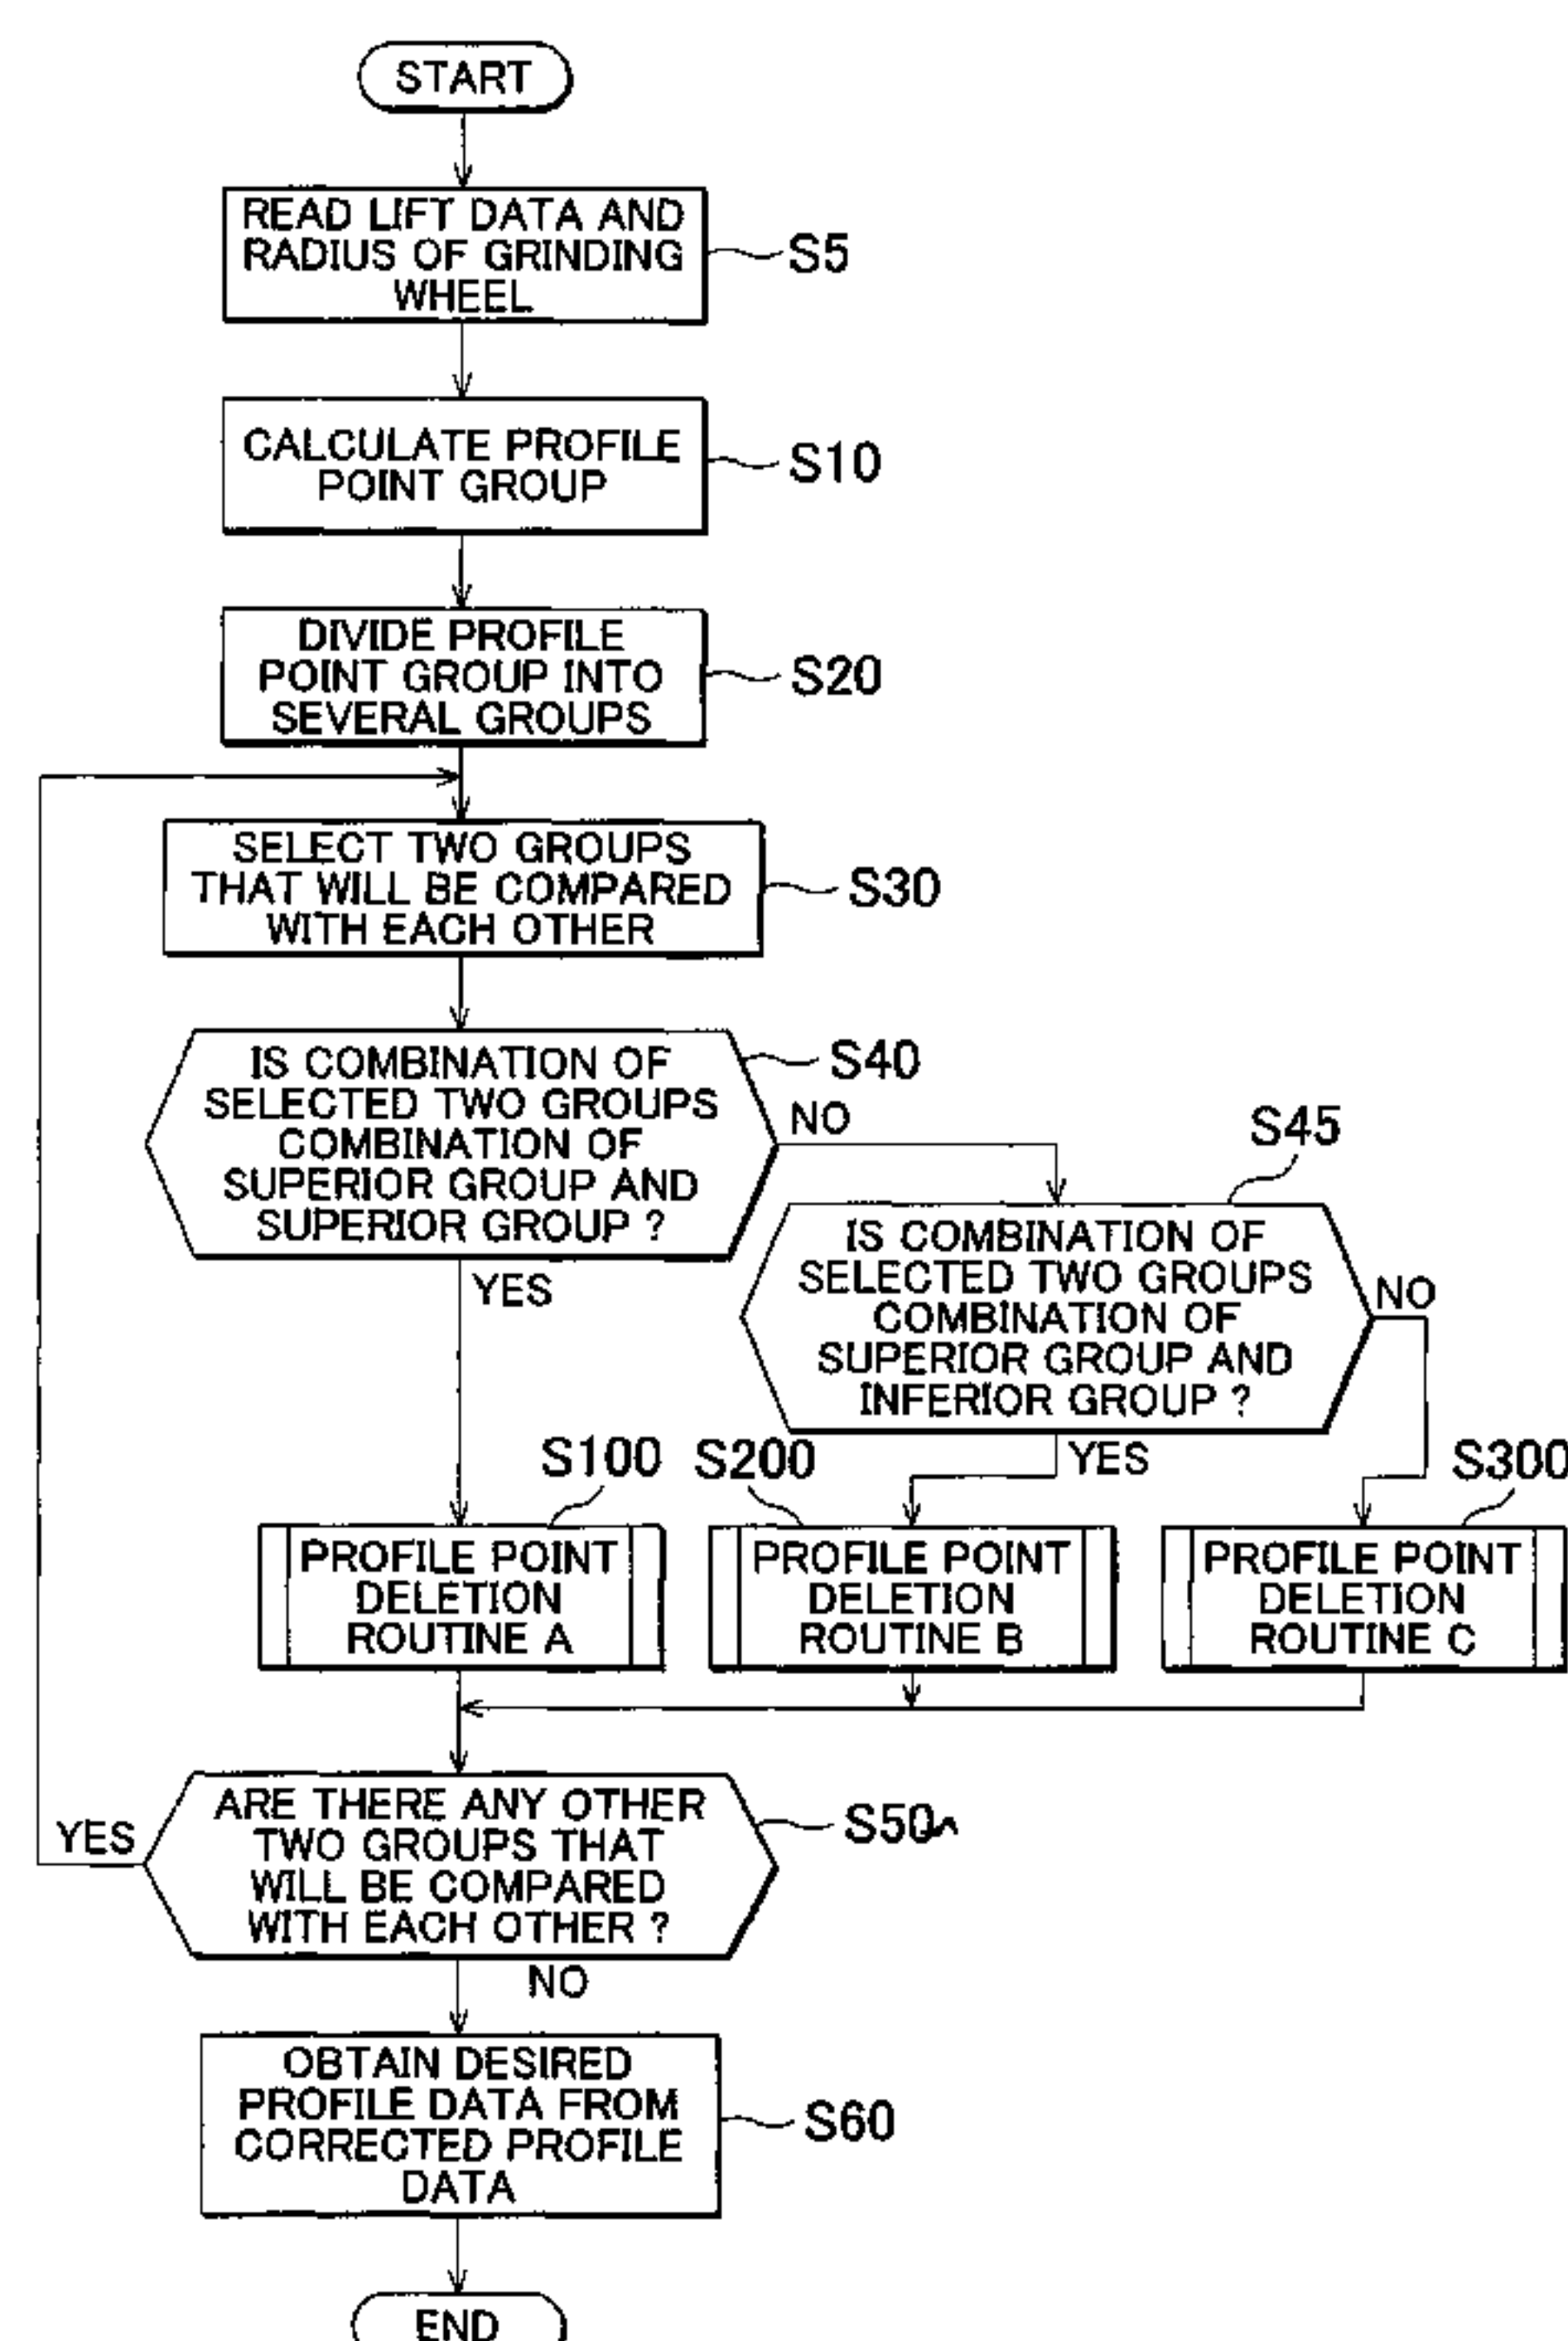 START
READ LIFT DATA AND
RADIUS OF GRINDING
WHEEL
S5
CALCULATE PROFILE
POINT GROUP
S10
DIVIDE PROFILE
POINT GROUP INTO
SEVERAL GROUPS
S20
SELECT TWO GROUPS
THAT WILL BE COMPARED
WITH EACH OTHER
S30
IS COMBINATION OF
SELECTED TWO GROUPS
COMBINATION OF
SUPERIOR GROUP AND
SUPERIOR GROUP ?
S40
NO
YES
S45
IS COMBINATION OF
SELECTED TWO GROUPS
COMBINATION OF
SUPERIOR GROUP AND
INFERIOR GROUP ?
NO
YES
S100
PROFILE POINT
DELETION
ROUTINE A
S200
PROFILE POINT
DELETION
ROUTINE B
S300
PROFILE POINT
DELETION
ROUTINE C
ARE THERE ANY OTHER
TWO GROUPS THAT
WILL BE COMPARED
WITH EACH OTHER ?
S50
YES
NO
OBTAIN DESIRED
PROFILE DATA FROM
CORRECTED PROFILE
DATA
S60
END